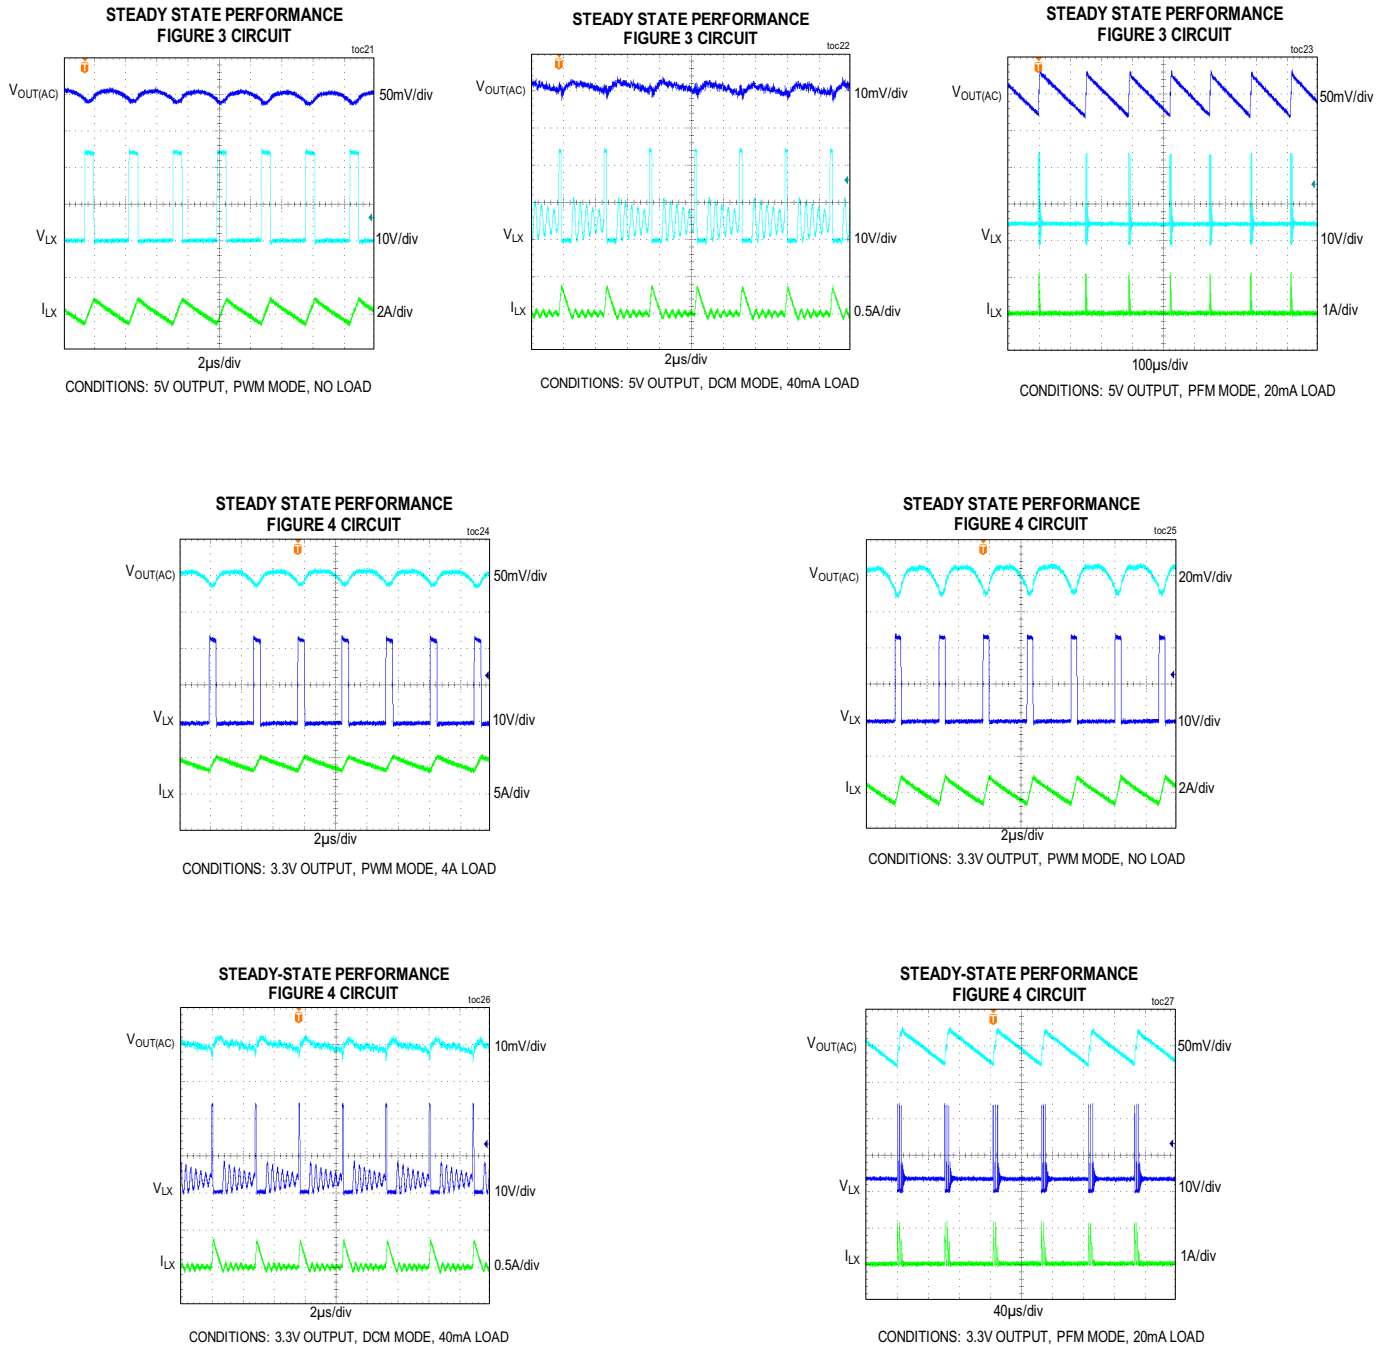 STEADY STATE PERFORMANCE
FIGURE 3 CIRCUIT
toc21
T
VOUT(AC)
50mV/div
VLX
10V/div
ILX
2A/div
2µs/div
CONDITIONS: 5V OUTPUT, PWM MODE, NO LOAD
STEADY STATE PERFORMANCE
FIGURE 3 CIRCUIT
toc22
T
VOUT(AC)
10mV/div
VLX
10V/div
ILX
0.5A/div
2µs/div
CONDITIONS: 5V OUTPUT, DCM MODE, 40mA LOAD
STEADY STATE PERFORMANCE
FIGURE 3 CIRCUIT
toc23
T
VOUT(AC)
50mV/div
VLX
10V/div
ILX
1A/div
100µs/div
CONDITIONS: 5V OUTPUT, PFM MODE, 20mA LOAD
STEADY STATE PERFORMANCE
FIGURE 4 CIRCUIT
toc24
T
VOUT(AC)
50mV/div
VLX
10V/div
ILX
5A/div
2µs/div
CONDITIONS: 3.3V OUTPUT, PWM MODE, 4A LOAD
STEADY STATE PERFORMANCE
FIGURE 4 CIRCUIT
toc25
T
VOUT(AC)
20mV/div
VLX
10V/div
ILX
2A/div
2µs/div
CONDITIONS: 3.3V OUTPUT, PWM MODE, NO LOAD
STEADY-STATE PERFORMANCE
FIGURE 4 CIRCUIT
toc26
T
VOUT(AC)
10mV/div
VLX
10V/div
ILX
0.5A/div
2µs/div
CONDITIONS: 3.3V OUTPUT, DCM MODE, 40mA LOAD
STEADY-STATE PERFORMANCE
FIGURE 4 CIRCUIT
toc27
T
VOUT(AC)
50mV/div
VLX
10V/div
ILX
1A/div
40µs/div
CONDITIONS: 3.3V OUTPUT, PFM MODE, 20mA LOAD